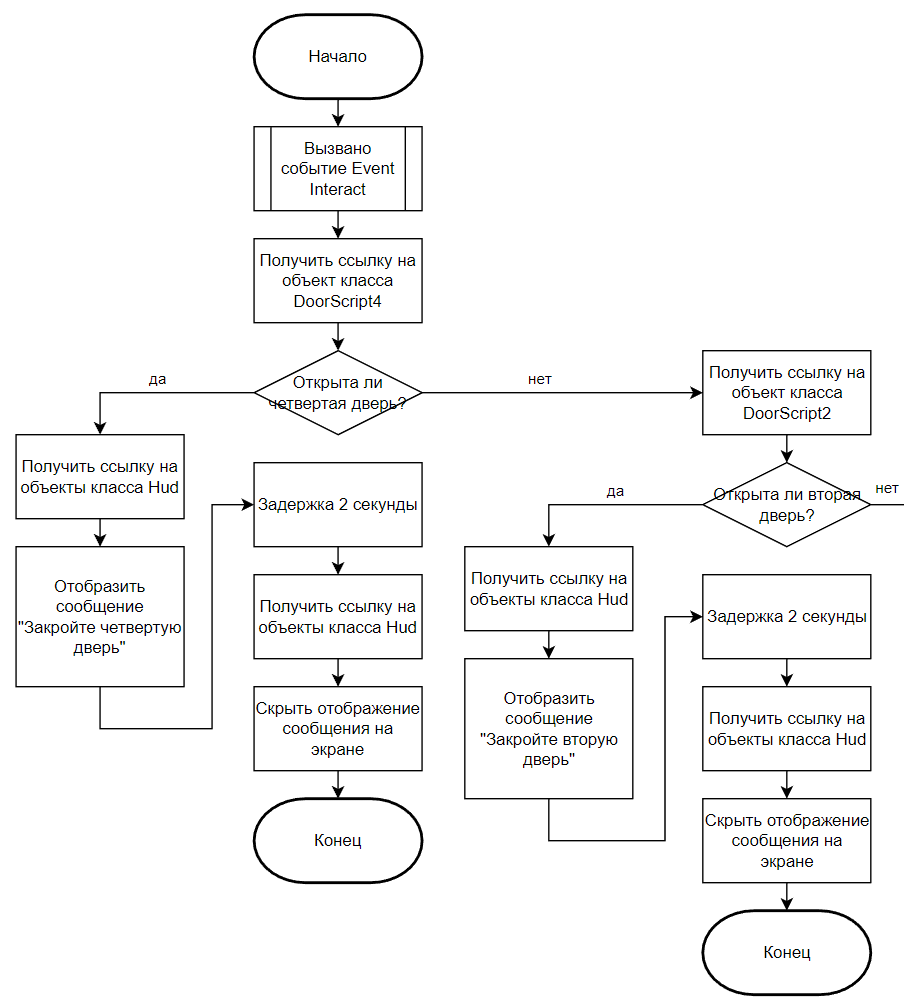 Начало
Вызвано
событие Event
Interact
Получить ссылку на
объект класса
DoorScript4
Открыта ли
четвертая дверь?
да
нет
Получить ссылку на
объекты класса Hud
Отобразить
сообщение
"Закройте четвертую
дверь"
Задержка 2 секунды
Получить ссылку на
объекты класса Hud
Скрыть отображение
сообщения на
экране
Конец
Получить ссылку на
объект класса
DoorScript2
Открыта ли вторая
дверь?
да
нет
Получить ссылку на
объекты класса Hud
Отобразить
сообщение
"Закройте вторую
дверь"
Задержка 2 секунды
Получить ссылку на
объекты класса Hud
Скрыть отображение
сообщения на
экране
Конец